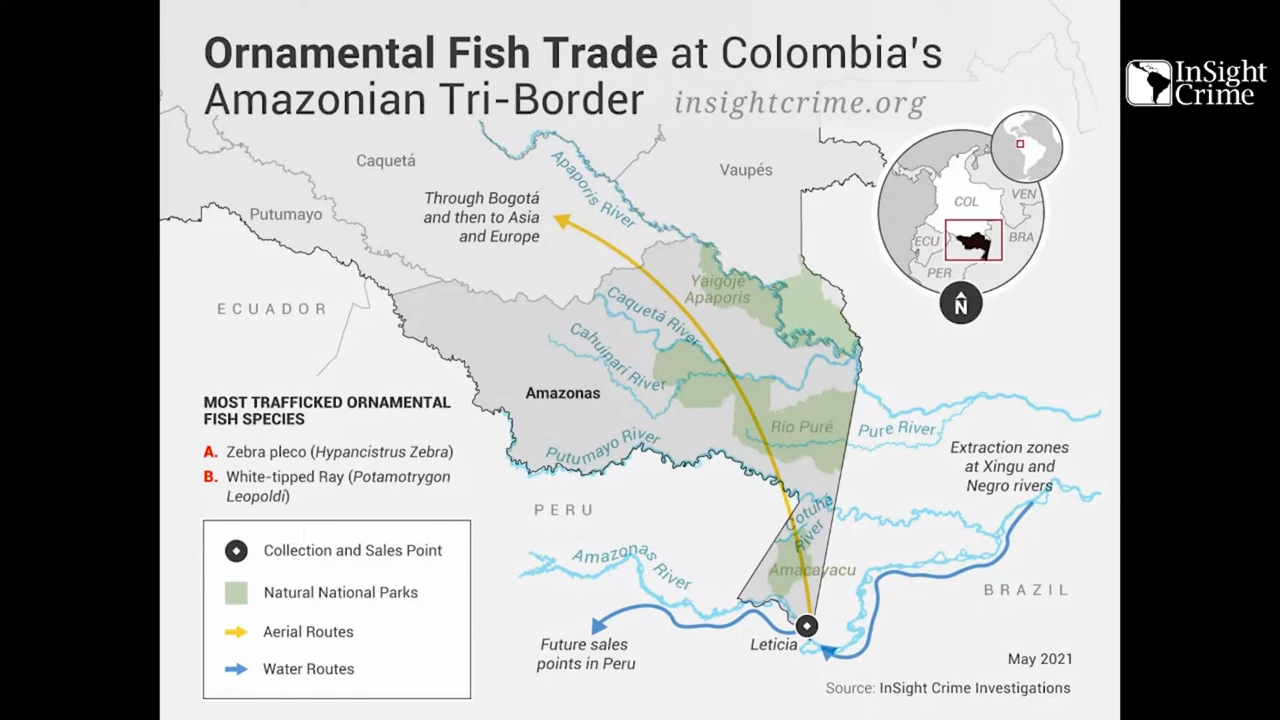 Ornamental Fish Trade at Colombia's
Amazonian Tri-Border
insightcrime.org
InSight
Crime
Caquetá
Vaupés
Putumayo
Apaporis River
Through Bogotá
and then to Asia
and Europe
COL
VEN
ECU
BRA
PER
N
ECUADOR
Yaigojé
Apaporis
Caquetá River
Cahuinarí River
Amazonas
MOST TRAFFICKED ORNAMENTAL
FISH SPECIES
A. Zebra pleco (Hypancistrus Zebra)
B. White-tipped Ray (Potamotrygon
Leopoldi)
Putumayo River
Río Puré
Pure River
Extraction zones
at Xingu and
Negro rivers
PERU
Cotuhe
River
Amazonas River
Amacayacu
BRAZIL
Collection and Sales Point
Natural National Parks
Aerial Routes
Water Routes
Future sales
points in Peru
Leticia
May 2021
Source: InSight Crime Investigations